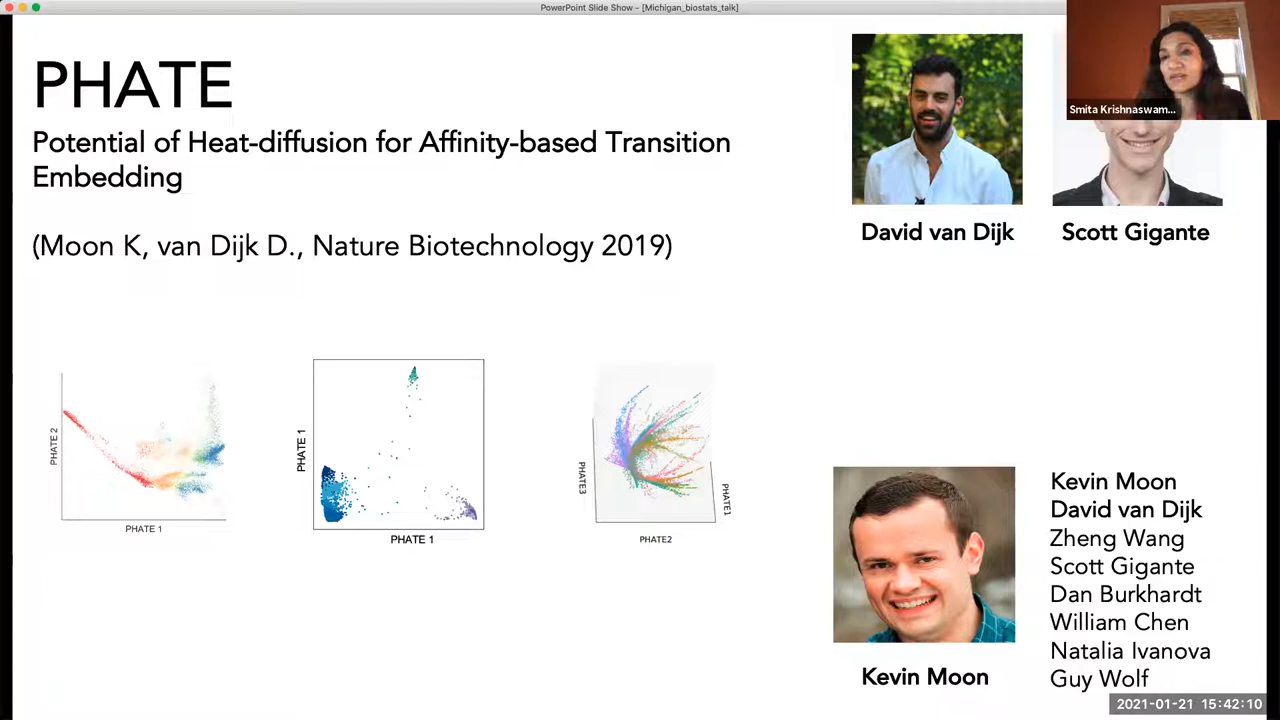 PowerPoint Slide Show - [Michigan_biostats_talk]
PHATE
Potential of Heat-diffusion for Affinity-based Transition
Embedding
(Moon K, van Dijk D., Nature Biotechnology 2019)
Smita Krishnaswam...
David van Dijk
Scott Gigante
PHATE 2
PHATE 1
PHATE 1
PHATE 1
PHATE3
PHATE1
PHATE2
Kevin Moon
Kevin Moon
David van Dijk
Zheng Wang
Scott Gigante
Dan Burkhardt
William Chen
Natalia Ivanova
Guy Wolf
2021-01-21 15:42:10